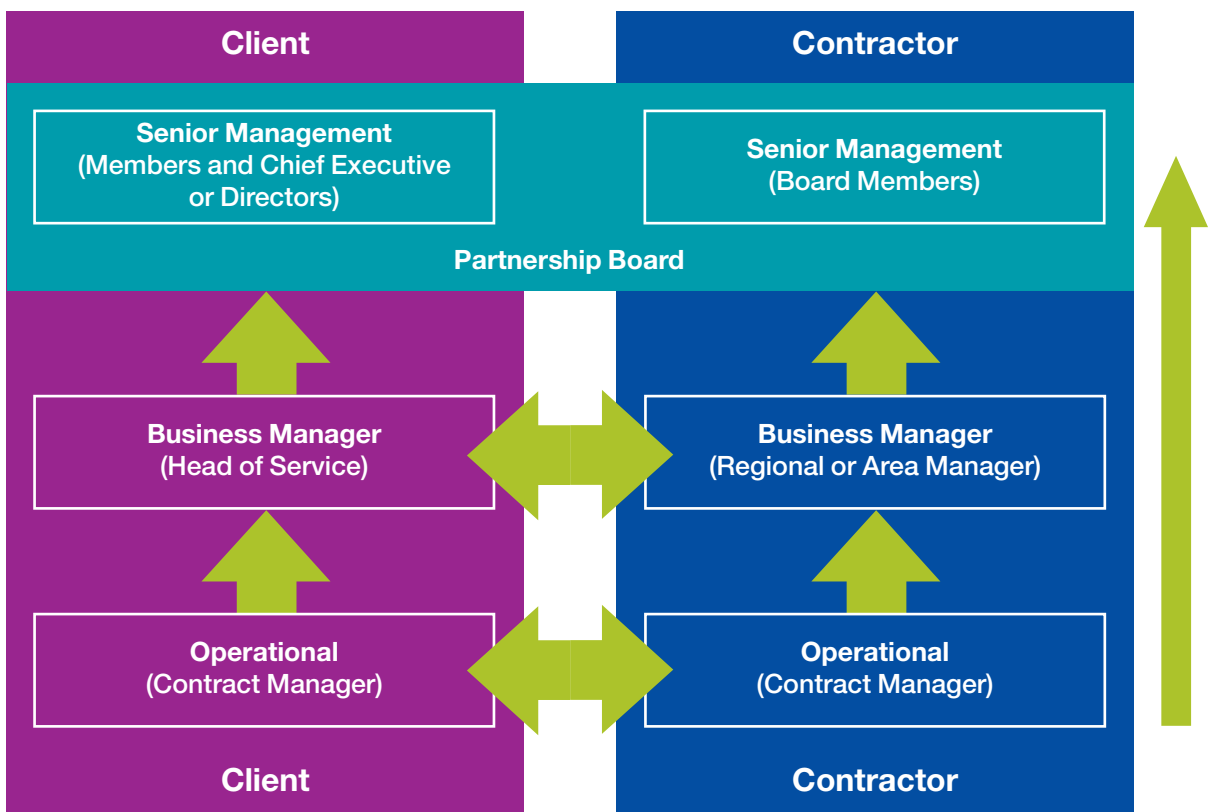 Client
Contractor
Senior Management
(Members and Chief Executive
or Directors)
Senior Management
(Board Members)
Partnership Board
Business Manager
(Head of Service)
Business Manager
(Regional or Area Manager)
Operational
(Contract Manager)
Operational
(Contract Manager)
Client
Contractor